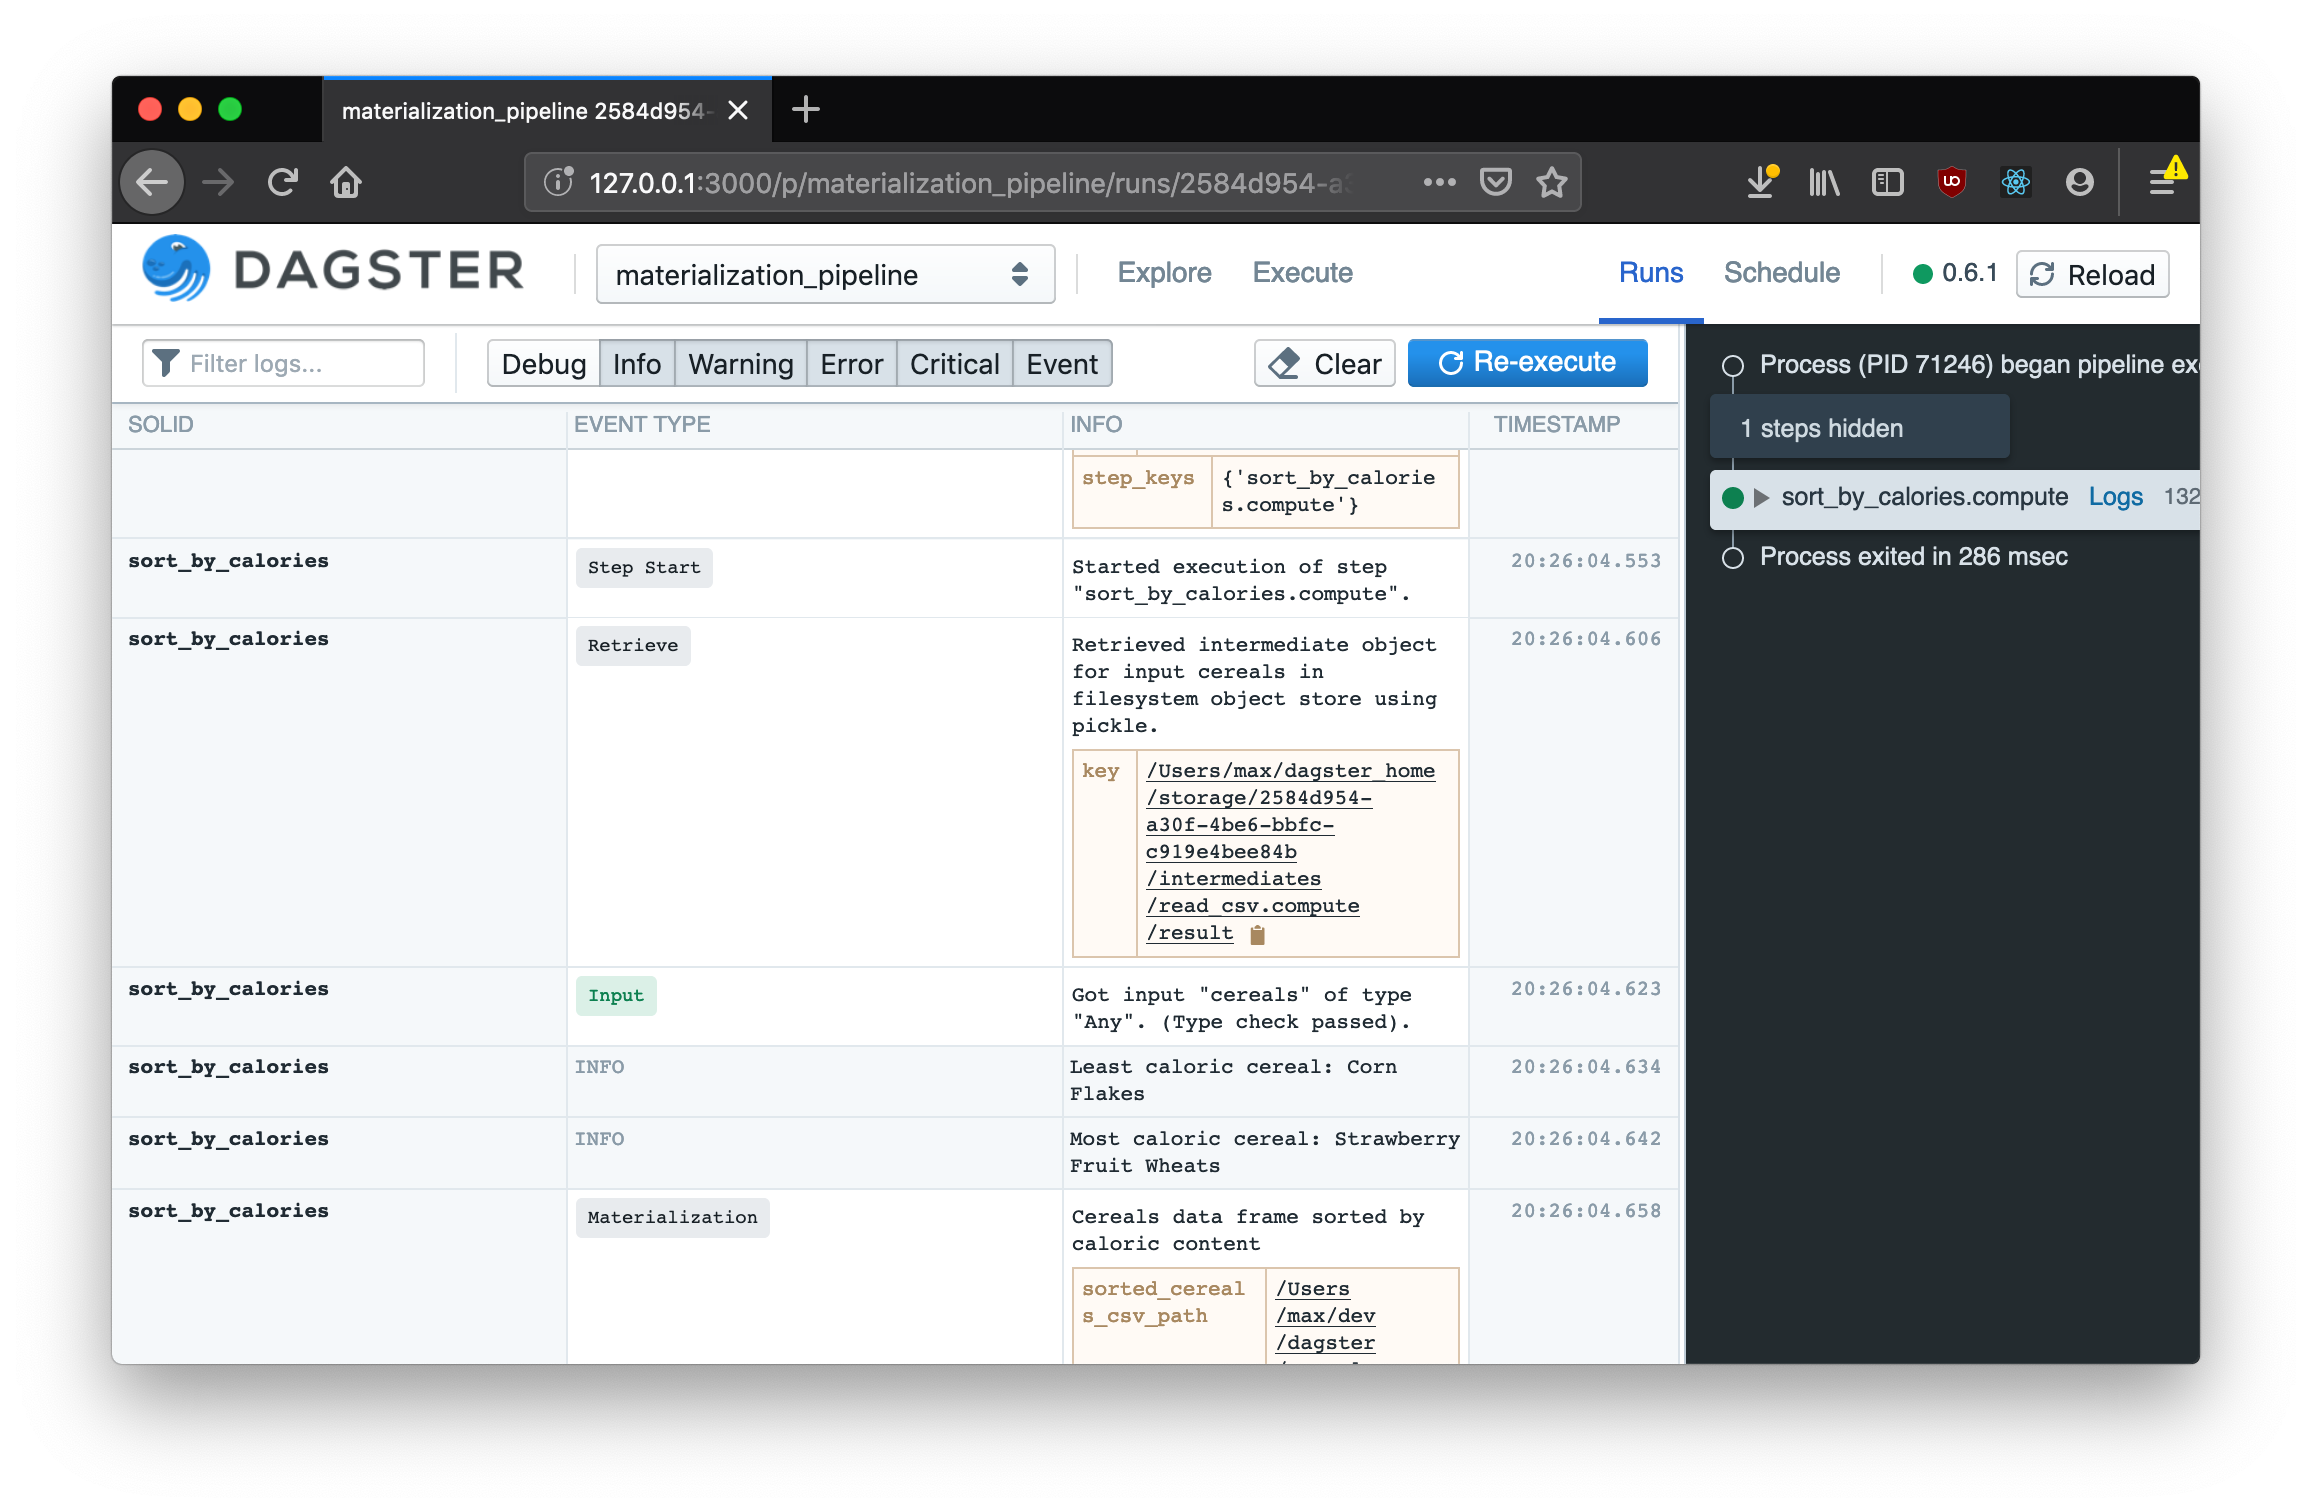 materialization_pipeline 2584d954-
127.0.0.1:3000/p/materialization_pipeline/runs/2584d954-a3
DAGSTER
materialization_pipeline
Explore
Execute
Runs
Schedule
0.6.1
Reload
Filter logs...
Debug
Info
Warning
Error
Critical
Event
Clear
Re-execute
SOLID
EVENT TYPE
INFO
TIMESTAMP
step_keys
{'sort_by_calorie
s.compute'}
sort_by_calories
Step Start
Started execution of step
"sort_by_calories.compute".
20:26:04.553
sort_by_calories
Retrieve
Retrieved intermediate object
for input cereals in
filesystem object store using
pickle.
20:26:04.606
key
/Users/max/dagster_home
/storage/2584d954-
a30f-4be6-bbfc-
c919e4bee84b
/intermediates
/read_csv.compute
/result
sort_by_calories
Input
Got input "cereals" of type
"Any". (Type check passed).
20:26:04.623
sort_by_calories
INFO
Least caloric cereal: Corn
Flakes
20:26:04.634
sort_by_calories
INFO
Most caloric cereal: Strawberry
Fruit Wheats
20:26:04.642
sort_by_calories
Materialization
Cereals data frame sorted by
caloric content
20:26:04.658
sorted_cereal
s_csv_path
/Users
/max/dev
/dagster
Process (PID 71246) began pipeline ex
1 steps hidden
sort_by_calories.compute Logs 132
Process exited in 286 msec